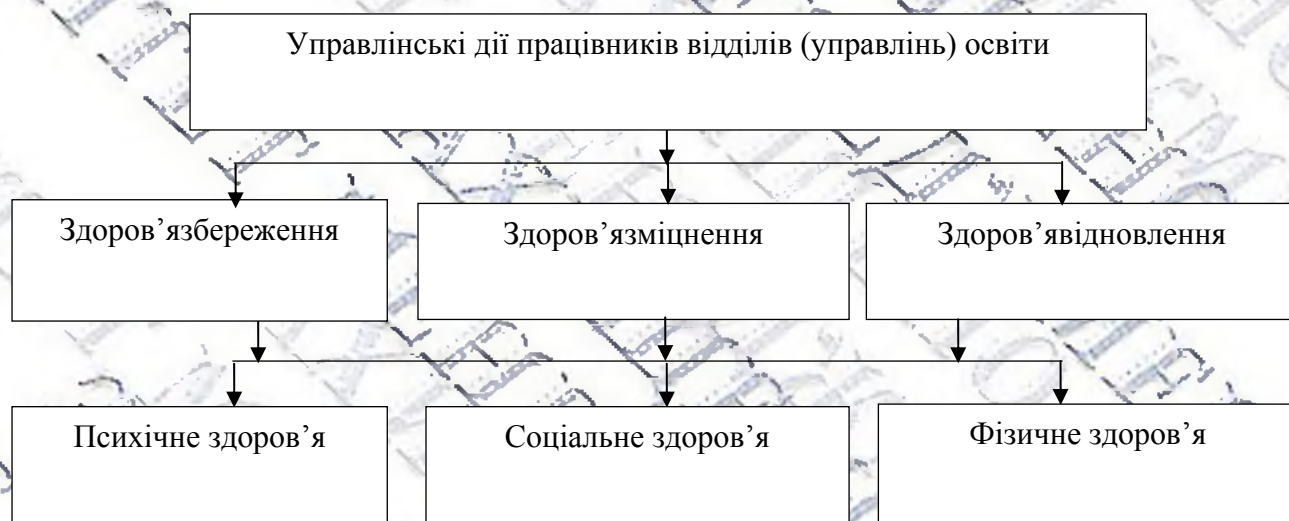 Управлінські дії працівників відділів (управлінь) освіти
Здоров’язбереження
Здоров’язміцнення
Здоров’явідновлення
Психічне здоров’я
Соціальне здоров’я
Фізичне здоров’я